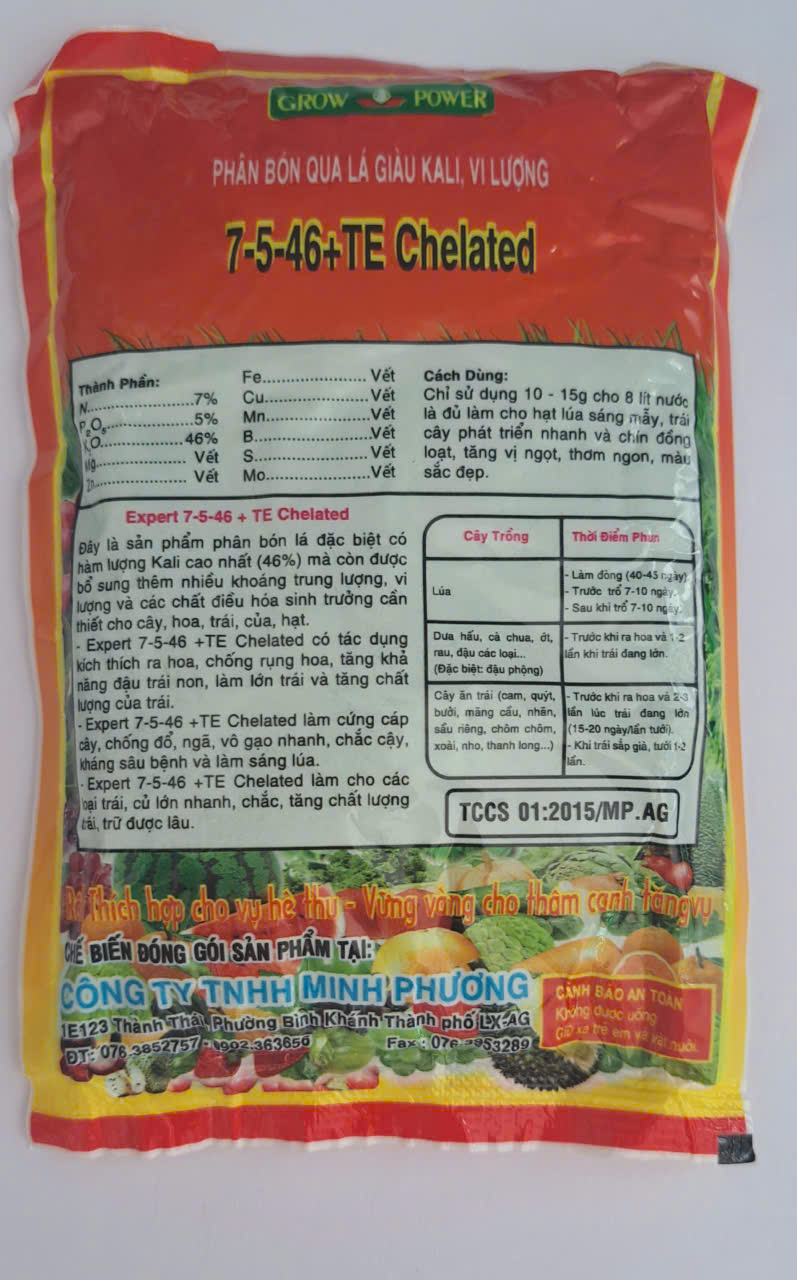 GROW POWER
PHÂN BÓN QUA LÁ GIÀU KALI, VI LƯỢNG
7-5-46+TE Chelated
Thành Phần:
N..................7%
P₂O₅..................5%
K₂O..................46%
Mg.................. Vết
Zn.................. Vết
Fe..................... Vết
Cu..................... Vết
Mn.....................Vết
B.....................Vết
S..................... Vết
Mo.....................Vết
Cách Dùng:
Chỉ sử dụng 10 - 15g cho 8 lít nước
là đủ làm cho hạt lúa sáng mẩy, trái
cây phát triển nhanh và chín đồng
loạt, tăng vị ngọt, thơm ngon, màu
sắc đẹp.
Expert 7-5-46 + TE Chelated
Đây là sản phẩm phân bón lá đặc biệt có
hàm lượng Kali cao nhất (46%) mà còn được
bổ sung thêm nhiều khoáng trung lượng, vi
lượng và các chất điều hóa sinh trưởng cần
thiết cho cây, hoa, trái, của, hạt.
- Expert 7-5-46 +TE Chelated có tác dụng
kích thích ra hoa, chống rụng hoa, tăng khả
năng đậu trái non, làm lớn trái và tăng chất
lượng của trái.
- Expert 7-5-46 +TE Chelated làm cứng cáp
cây, chống đổ, ngã, vô gạo nhanh, chắc cậy,
kháng sâu bệnh và làm sáng lúa.
- Expert 7-5-46 +TE Chelated làm cho các
loại trái, củ lớn nhanh, chắc, tăng chất lượng
trái, trữ được lâu.
Cây Trồng
Thời Điểm Phun
Lúa
- Làm đòng (40-45 ngày)
- Trước trổ 7-10 ngày.
- Sau khi trổ 7-10 ngày.
Dưa hấu, cà chua, ớt,
rau, đậu các loại...
(Đặc biệt: đậu phộng)
- Trước khi ra hoa và 1-2
lần khi trái đang lớn.
Cây ăn trái (cam, quýt,
bưởi, mãng cầu, nhãn,
sầu riêng, chôm chôm,
xoài, nho, thanh long...)
- Trước khi ra hoa và 2-3
lần lúc trái đang lớn
(15-20 ngày/lần tưới).
- Khi trái sắp già, tưới 1-2
lần.
TCCS 01:2015/MP.AG
Rất Thích hợp cho vụ hè thu - Vững vàng cho thâm canh tăng vụ
CHẾ BIẾN ĐÓNG GÓI SẢN PHẨM TẠI:
CÔNG TY TNHH MINH PHƯƠNG
1E123 Thành Thái, Phường Bình Khánh Thành phố LX-AG
ĐT: 076.3852757 - 0902.363656
Fax: 076 3953289
CẢNH BÁO AN TOÀN
Không được uống
Giữ xa trẻ em và vật nuôi.